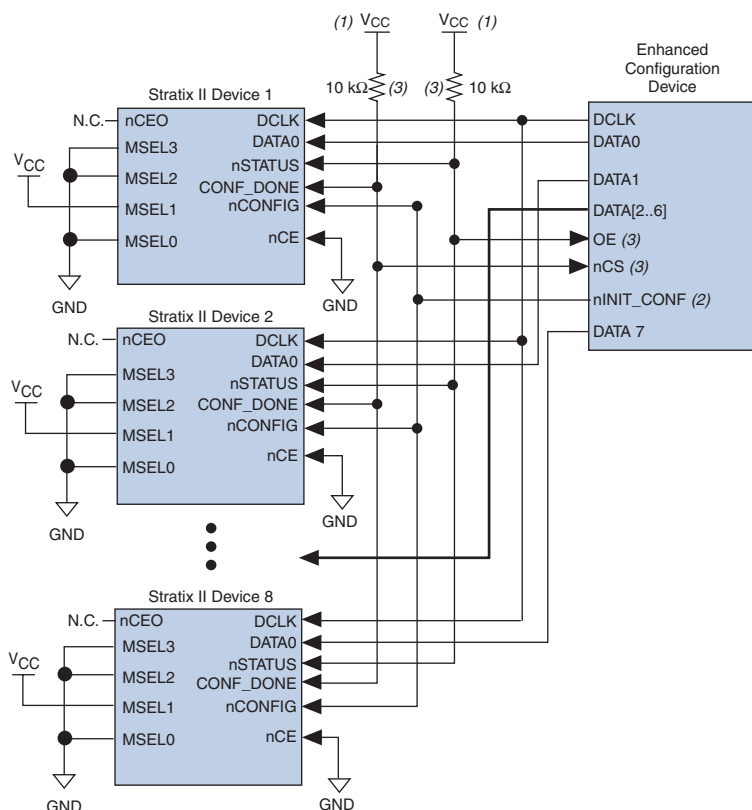 (1) VCC
VCC (1)
10 kΩ (3)
(3) 10 kΩ
Enhanced
Configuration
Device
DCLK
DATA0
DATA1
DATA[2..6]
OE (3)
nCS (3)
nINIT_CONF (2)
DATA 7
Stratix II Device 1
N.C.
nCEO
MSEL3
MSEL2
MSEL1
MSEL0
DCLK
DATA0
nSTATUS
CONF_DONE
nCONFIG
nCE
VCC
GND
GND
Stratix II Device 2
N.C.
nCEO
MSEL3
MSEL2
MSEL1
MSEL0
DCLK
DATA0
nSTATUS
CONF_DONE
nCONFIG
nCE
VCC
GND
GND
Stratix II Device 8
N.C.
nCEO
MSEL3
MSEL2
MSEL1
MSEL0
DCLK
DATA0
nSTATUS
CONF_DONE
nCONFIG
nCE
VCC
GND
GND